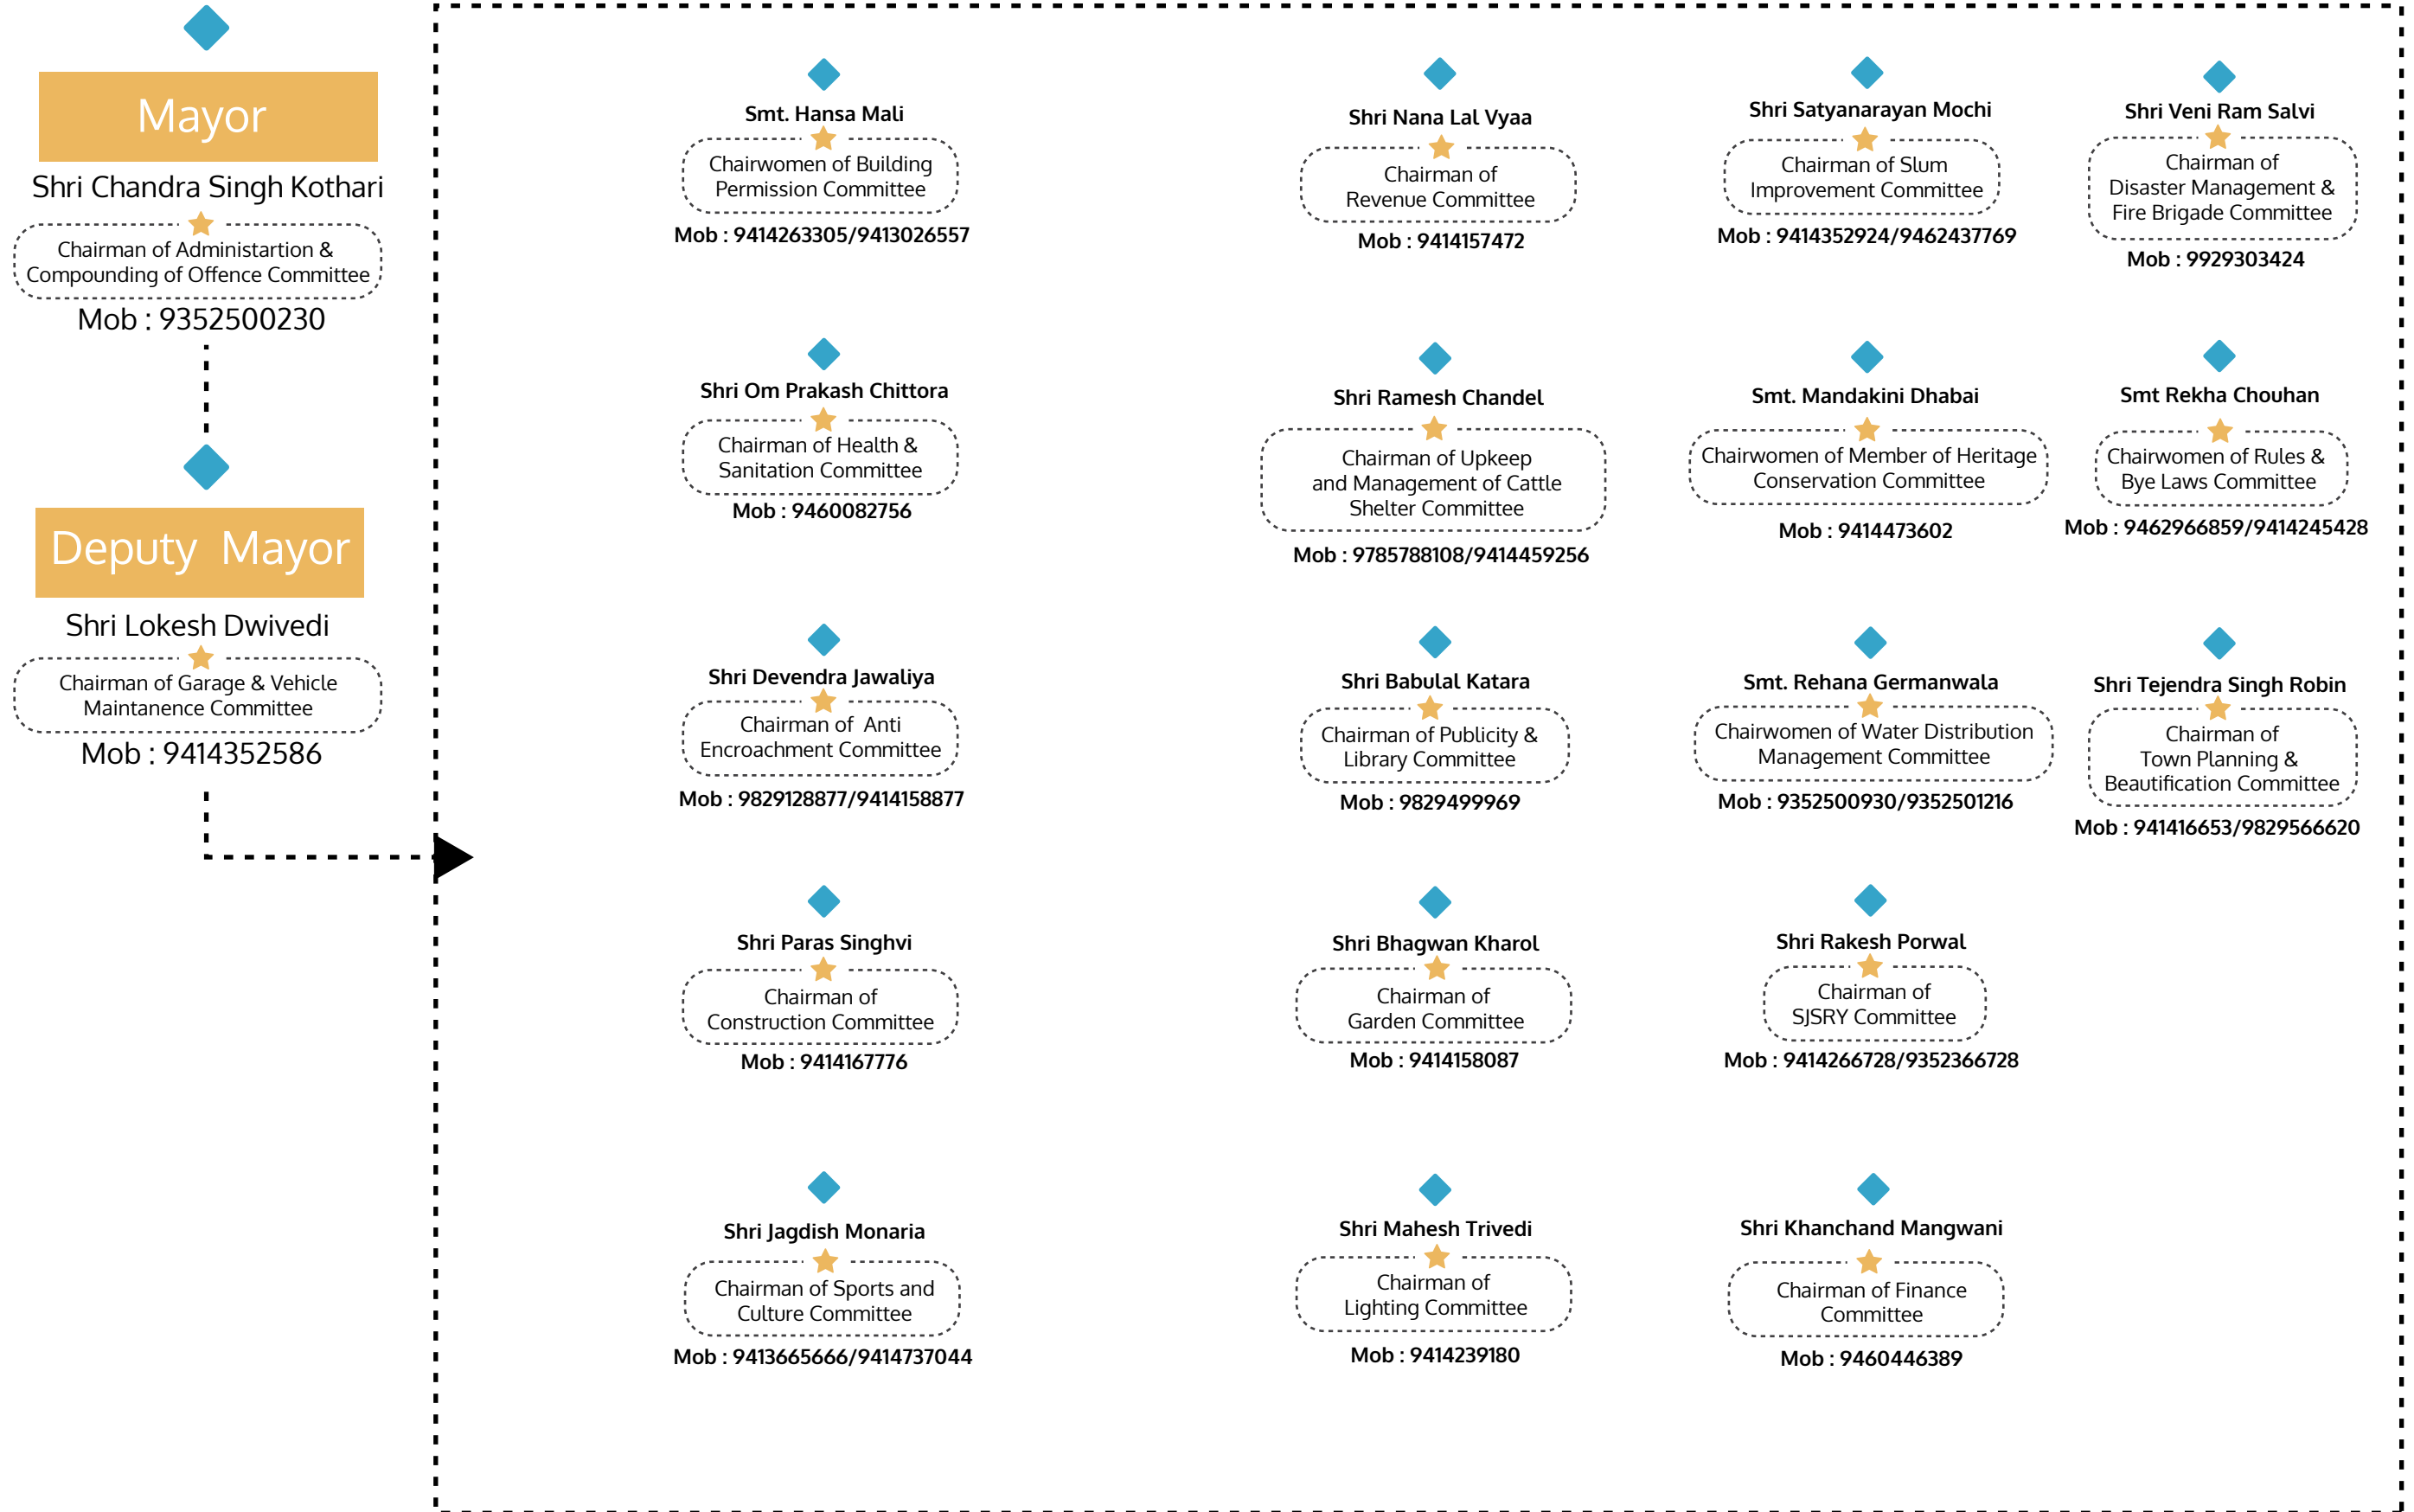 Mayor
Shri Chandra Singh Kothari
Chairman of Administartion &
Compounding of Offence Committee
Mob : 9352500230
Deputy Mayor
Shri Lokesh Dwivedi
Chairman of Garage & Vehicle
Maintanence Committee
Mob : 9414352586
Smt. Hansa Mali
Chairwomen of Building
Permission Committee
Mob : 9414263305/9413026557
Shri Om Prakash Chittora
Chairman of Health &
Sanitation Committee
Mob : 9460082756
Shri Devendra Jawaliya
Chairman of Anti
Encroachment Committee
Mob : 9829128877/9414158877
Shri Paras Singhvi
Chairman of
Construction Committee
Mob : 9414167776
Shri Jagdish Monaria
Chairman of Sports and
Culture Committee
Mob : 9413665666/9414737044
Shri Nana Lal Vyaa
Chairman of
Revenue Committee
Mob : 9414157472
Shri Ramesh Chandel
Chairman of Upkeep
and Management of Cattle
Shelter Committee
Mob : 9785788108/9414459256
Shri Babulal Katara
Chairman of Publicity &
Library Committee
Mob : 9829499969
Shri Bhagwan Kharol
Chairman of
Garden Committee
Mob : 9414158087
Shri Mahesh Trivedi
Chairman of
Lighting Committee
Mob : 9414239180
Shri Satyanarayan Mochi
Chairman of Slum
Improvement Committee
Mob : 9414352924/9462437769
Smt. Mandakini Dhabai
Chairwomen of Member of Heritage
Conservation Committee
Mob : 9414473602
Smt. Rehana Germanwala
Chairwomen of Water Distribution
Management Committee
Mob : 9352500930/9352501216
Shri Rakesh Porwal
Chairman of
SJSRY Committee
Mob : 9414266728/9352366728
Shri Khanchand Mangwani
Chairman of Finance
Committee
Mob : 9460446389
Shri Veni Ram Salvi
Chairman of
Disaster Management &
Fire Brigade Committee
Mob : 9929303424
Smt Rekha Chouhan
Chairwomen of Rules &
Bye Laws Committee
Mob : 9462966859/9414245428
Shri Tejendra Singh Robin
Chairman of
Town Planning &
Beautification Committee
Mob : 941416653/9829566620